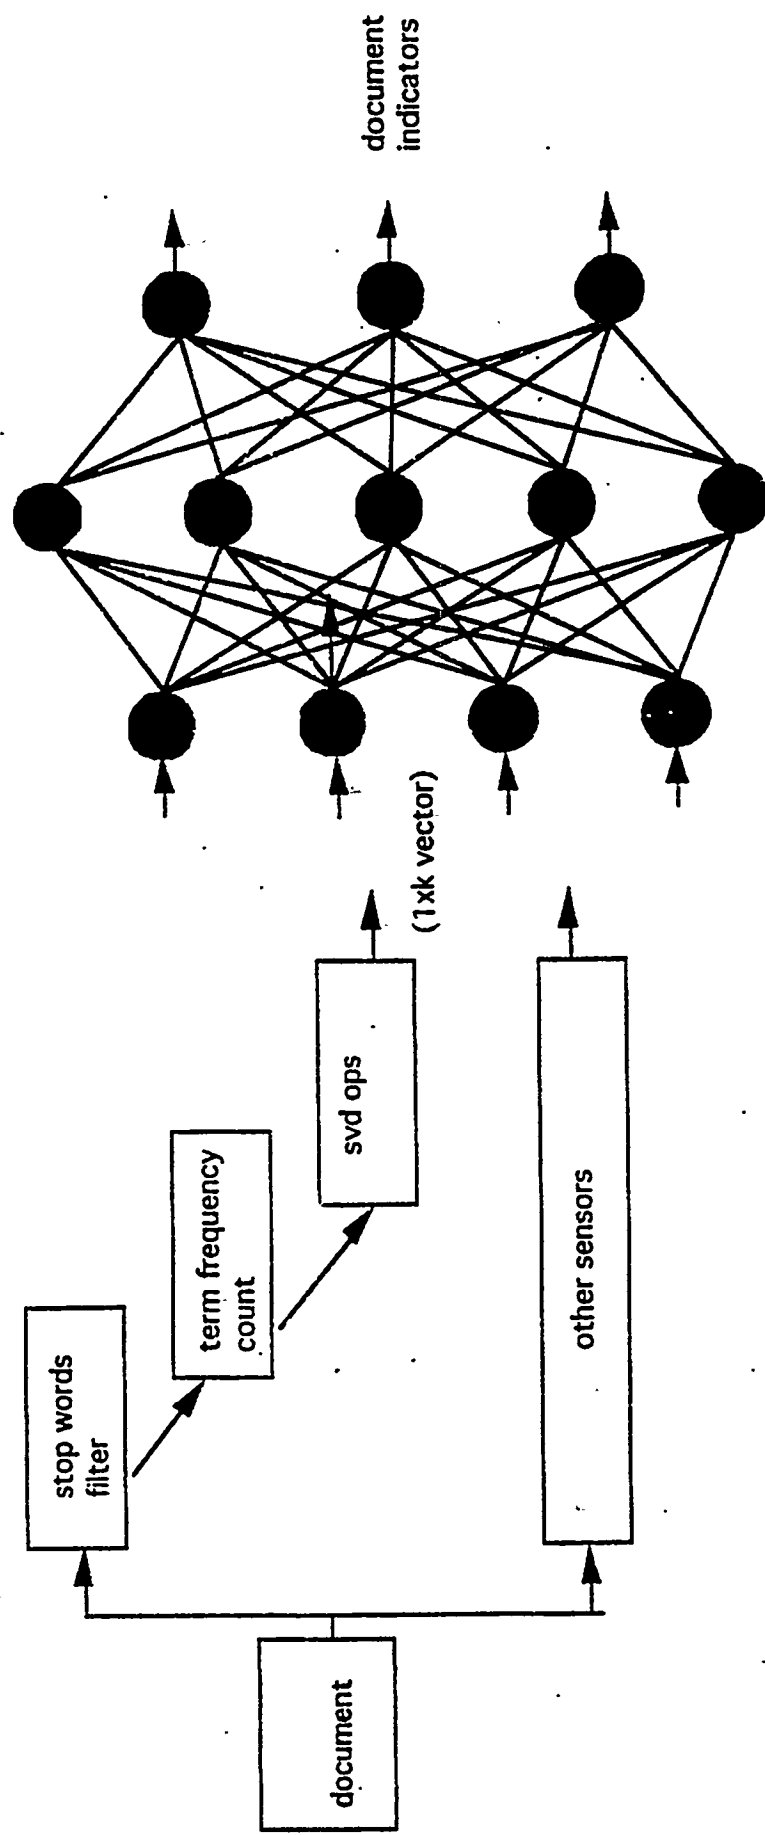 document
stop words
filter
term frequency
count
svd ops
(1xk vector)
other sensors
document
indicators